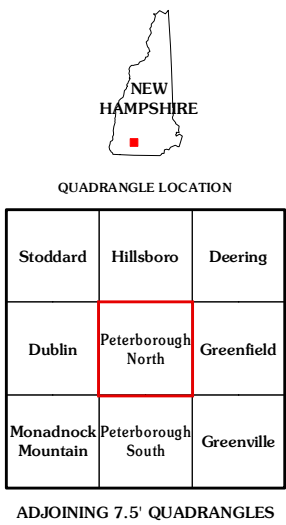 NEW
HAMPSHIRE
QUADRANGLE LOCATION
Stoddard Hillsboro Deering
Dublin Peterborough North Greenfield
Monadnock Mountain Peterborough South Greenville
ADJOINING 7.5' QUADRANGLES